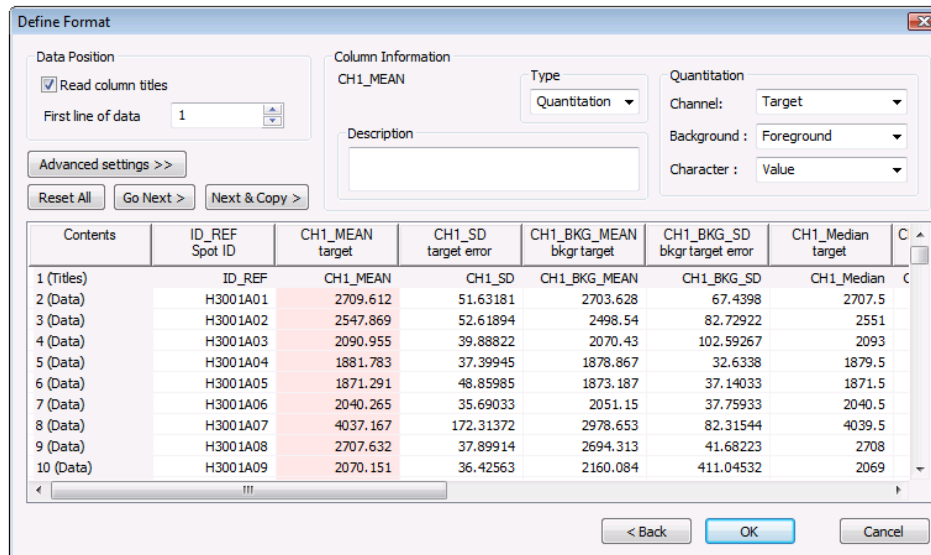 Define Format
Data Position
Read column titles
First line of data 1
Advanced settings >>
Reset All Go Next > Next & Copy >
Column Information
CH1_MEAN
Type
Quantitation
Description
Quantitation
Channel: Target
Background : Foreground
Character : Value
Contents ID_REF CH1_MEAN CH1_SD CH1_BKG_MEAN CH1_BKG_SD CH1_Median
Spot ID target target error bkgr target bkgr target error target
1 (Titles) ID_REF CH1_MEAN CH1_SD CH1_BKG_MEAN CH1_BKG_SD CH1_Median
2 (Data) H3001A01 2709.612 51.63181 2703.628 67.4398 2707.5
3 (Data) H3001A02 2547.869 52.61894 2498.54 82.72922 2551
4 (Data) H3001A03 2090.955 39.88822 2070.43 102.59267 2093
5 (Data) H3001A04 1881.783 37.39945 1878.867 32.6338 1879.5
6 (Data) H3001A05 1871.291 48.85985 1873.187 37.14033 1871.5
7 (Data) H3001A06 2040.265 35.69033 2051.15 37.75933 2040.5
8 (Data) H3001A07 4037.167 172.31372 2978.653 82.31544 4039.5
9 (Data) H3001A08 2707.632 37.89914 2694.313 41.68223 2708
10 (Data) H3001A09 2070.151 36.42563 2160.084 411.04532 2069
< Back OK Cancel